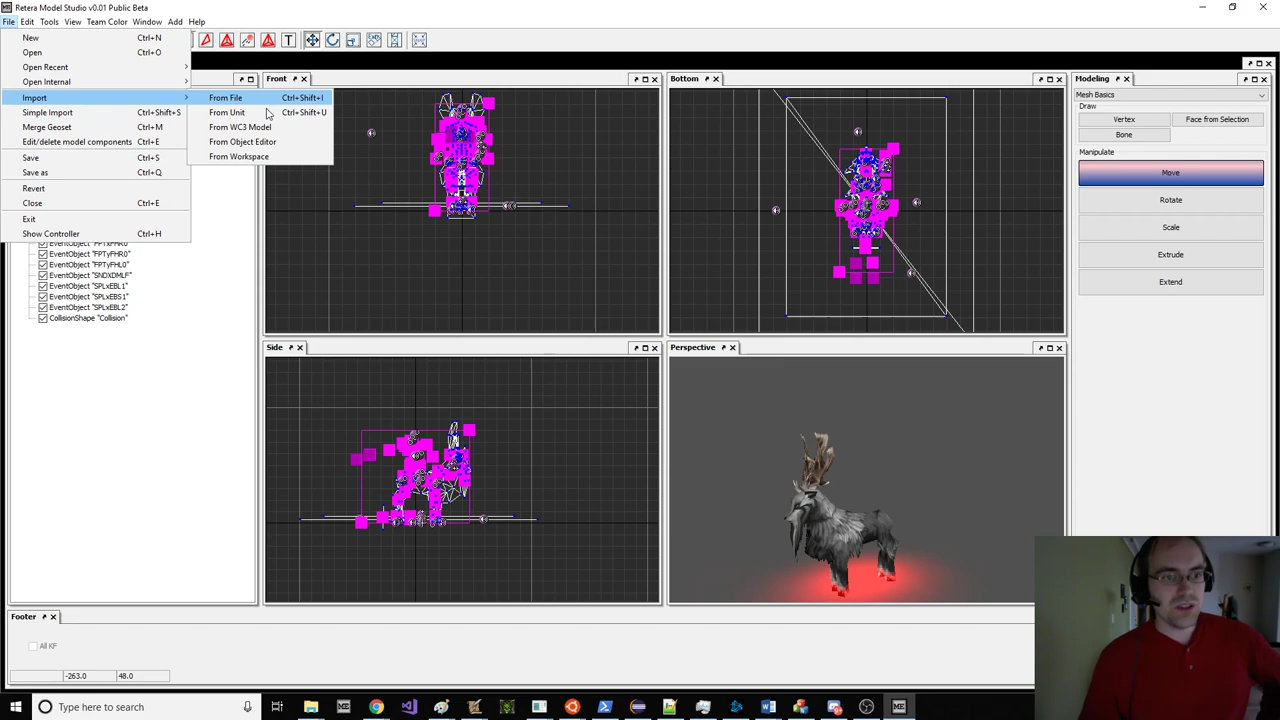 Retera Model Studio v0.01 Public Beta
File Edit Tools View Team Color Window Add Help
New Ctrl+N
Open Ctrl+O
Open Recent
Open Internal
Import
Simple Import Ctrl+Shift+S
Merge Geoset Ctrl+M
Edit/delete model components Ctrl+E
Save Ctrl+S
Save as Ctrl+Q
Revert
Close Ctrl+E
Exit
Show Controller Ctrl+H
From File Ctrl+Shift+I
From Unit Ctrl+Shift+U
From WC3 Model
From Object Editor
From Workspace
T
Front
Bottom
Side
Perspective
EventObject "FPTyFHR0"
EventObject "FPTyFHL0"
EventObject "SNDXDMLF"
EventObject "SPLxEBL1"
EventObject "SPLxEBS1"
EventObject "SPLxEBL2"
CollisionShape "Collision"
Modeling
Mesh Basics
Draw
Vertex Face from Selection
Bone
Manipulate
Move
Rotate
Scale
Extrude
Extend
Footer
All KF
-263.0 48.0
Type here to search